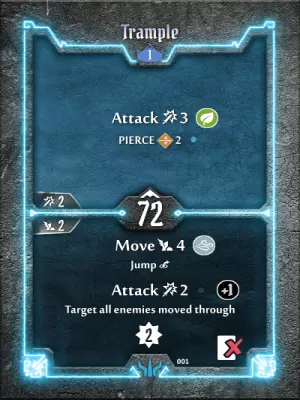 Trample
1
Attack 3
PIERCE 2
2
72
2
Move 4
Jump
Attack 2 +1
Target all enemies moved through
2
001